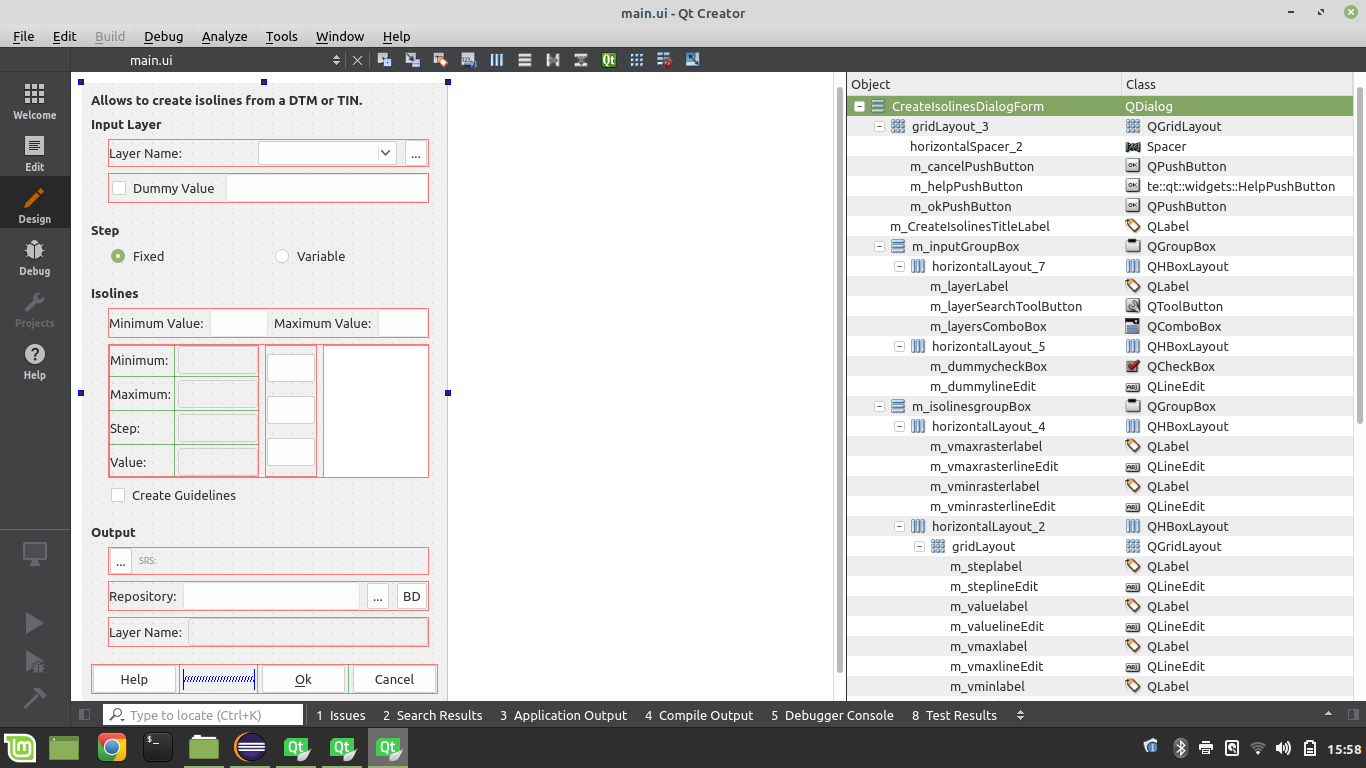 main.ui - Qt Creator
File Edit Build Debug Analyze Tools Window Help
main.ui
Welcome
Edit
Design
Debug
Projects
Help
Allows to create isolines from a DTM or TIN.
Input Layer
Layer Name: ...
Dummy Value
Step
Fixed Variable
Isolines
Minimum Value: Maximum Value:
Minimum:
Maximum:
Step:
Value:
Create Guidelines
Output
... SRS:
Repository: ... BD
Layer Name:
Help Ok Cancel
Object Class
CreateIsolinesDialogForm QDialog
gridLayout_3 QGridLayout
horizontalSpacer_2 Spacer
m_cancelPushButton QPushButton
m_helpPushButton te::qt::widgets::HelpPushButton
m_okPushButton QPushButton
m_CreateIsolinesTitleLabel QLabel
m_inputGroupBox QGroupBox
horizontalLayout_7 QHBoxLayout
m_layerLabel QLabel
m_layerSearchToolButton QToolButton
m_layersComboBox QComboBox
horizontalLayout_5 QHBoxLayout
m_dummycheckBox QCheckBox
m_dummylineEdit QLineEdit
m_isolinesgroupBox QGroupBox
horizontalLayout_4 QHBoxLayout
m_vmaxrasterlabel QLabel
m_vmaxrasterlineEdit QLineEdit
m_vminrasterlabel QLabel
m_vminrasterlineEdit QLineEdit
horizontalLayout_2 QHBoxLayout
gridLayout QGridLayout
m_steplabel QLabel
m_steplineEdit QLineEdit
m_valuelabel QLabel
m_valuelineEdit QLineEdit
m_vmaxlabel QLabel
m_vmaxlineEdit QLineEdit
m_vminlabel QLabel
Type to locate (Ctrl+K) 1 Issues 2 Search Results 3 Application Output 4 Compile Output 5 Debugger Console 8 Test Results
15:58